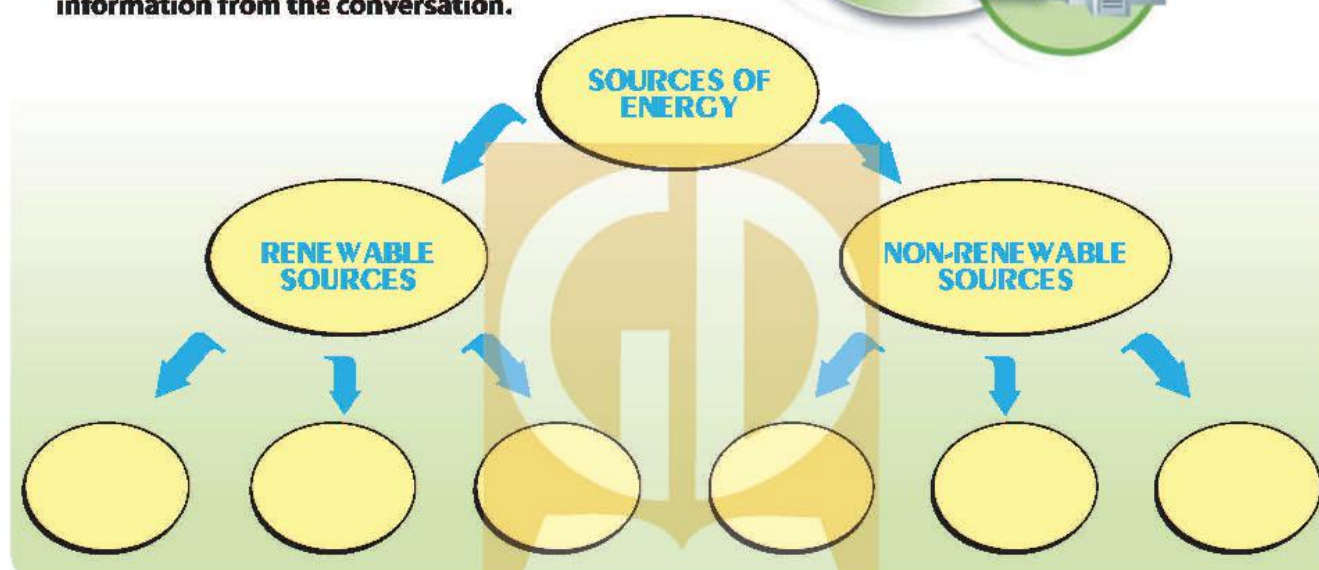 information from the conversation.
SOURCES OF
ENERGY
RENEWABLE
SOURCES
NON-RENEWABLE
SOURCES